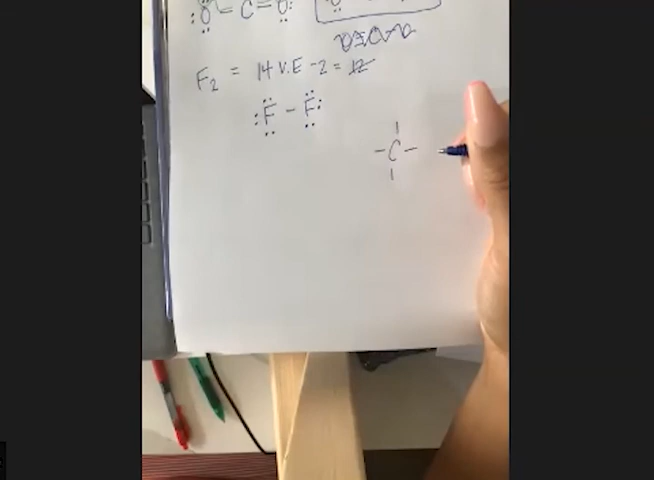 :O = C = O:
F2 = 14 V.E - 2 = 12
:F - F:
- C -